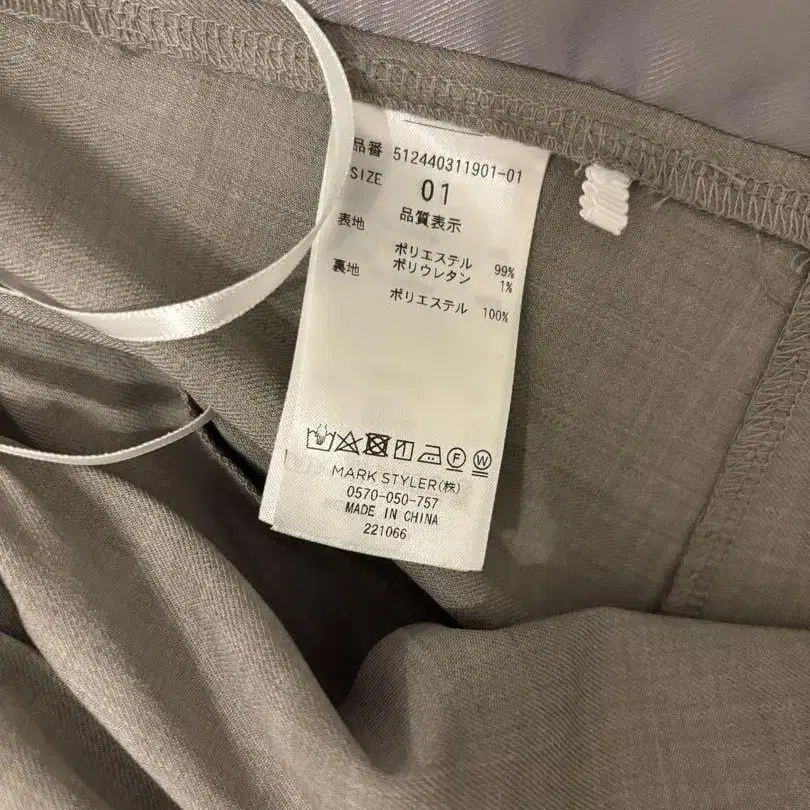 品番 512440311901-01
SIZE 01
品質表示
表地
ポリエステル 99%
ポリウレタン 1%
裏地
ポリエステル 100%
F W
MARK STYLER(株)
0570-050-757
MADE IN CHINA
221066